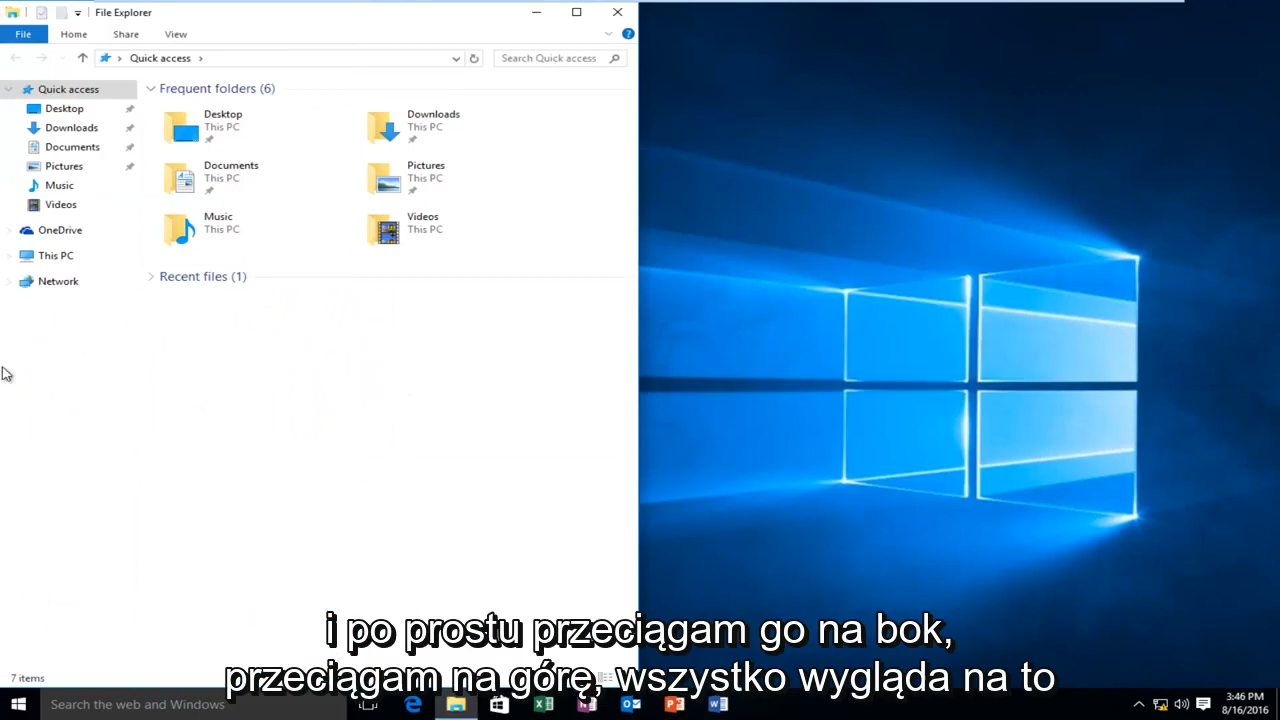 File Explorer
File Home Share View
Quick access
Search Quick access
Quick access
Desktop
Downloads
Documents
Pictures
Music
Videos
OneDrive
This PC
Network
Frequent folders (6)
Desktop
This PC
Downloads
This PC
Documents
This PC
Pictures
This PC
Music
This PC
Videos
This PC
Recent files (1)
i po prostu przeciągam go na bok,
przeciągam na górę, wszystko wygląda na to
7 items
Search the web and Windows
3:46 PM
8/16/2016